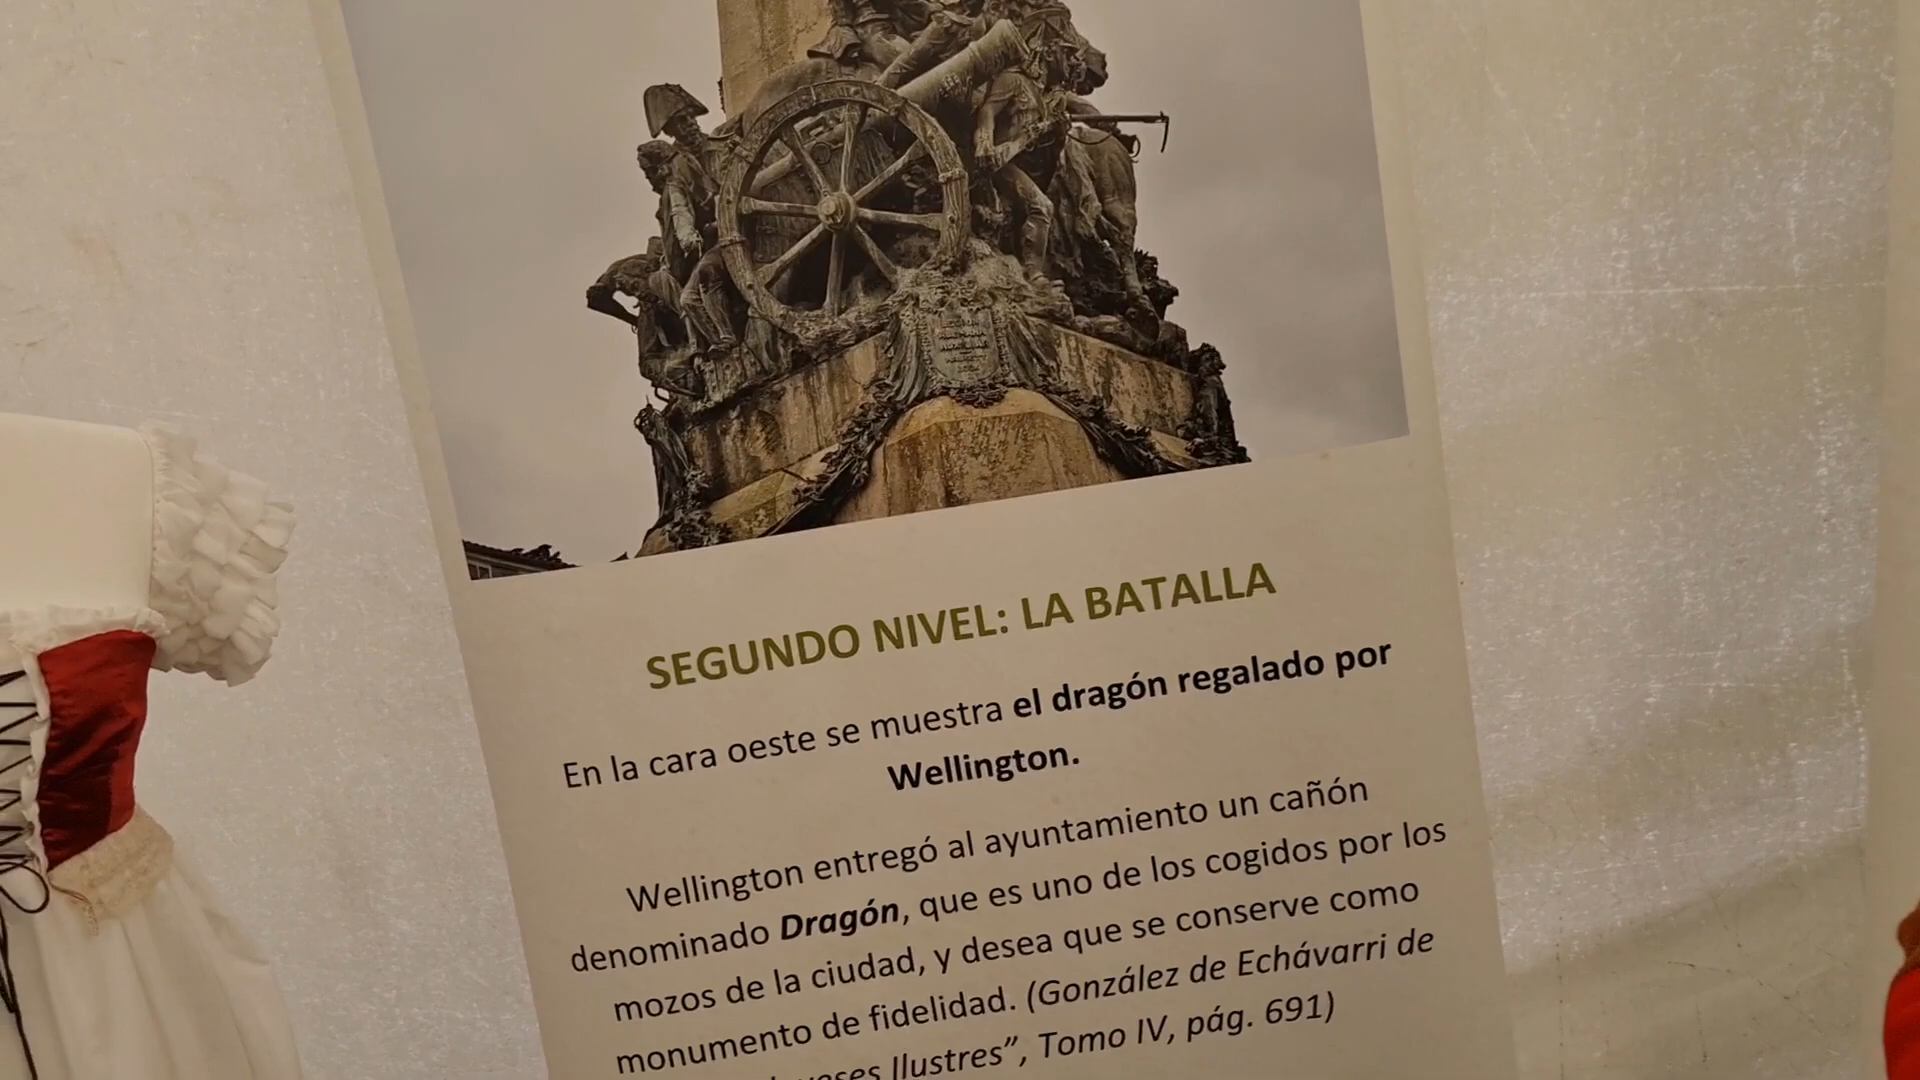 SEGUNDO NIVEL: LA BATALLA
En la cara oeste se muestra el dragón regalado por
Wellington.
Wellington entregó al ayuntamiento un cañón
denominado Dragón, que es uno de los cogidos por los
mozos de la ciudad, y desea que se conserve como
monumento de fidelidad. (González de Echávarri de
Ilustres”, Tomo IV, pág. 691)